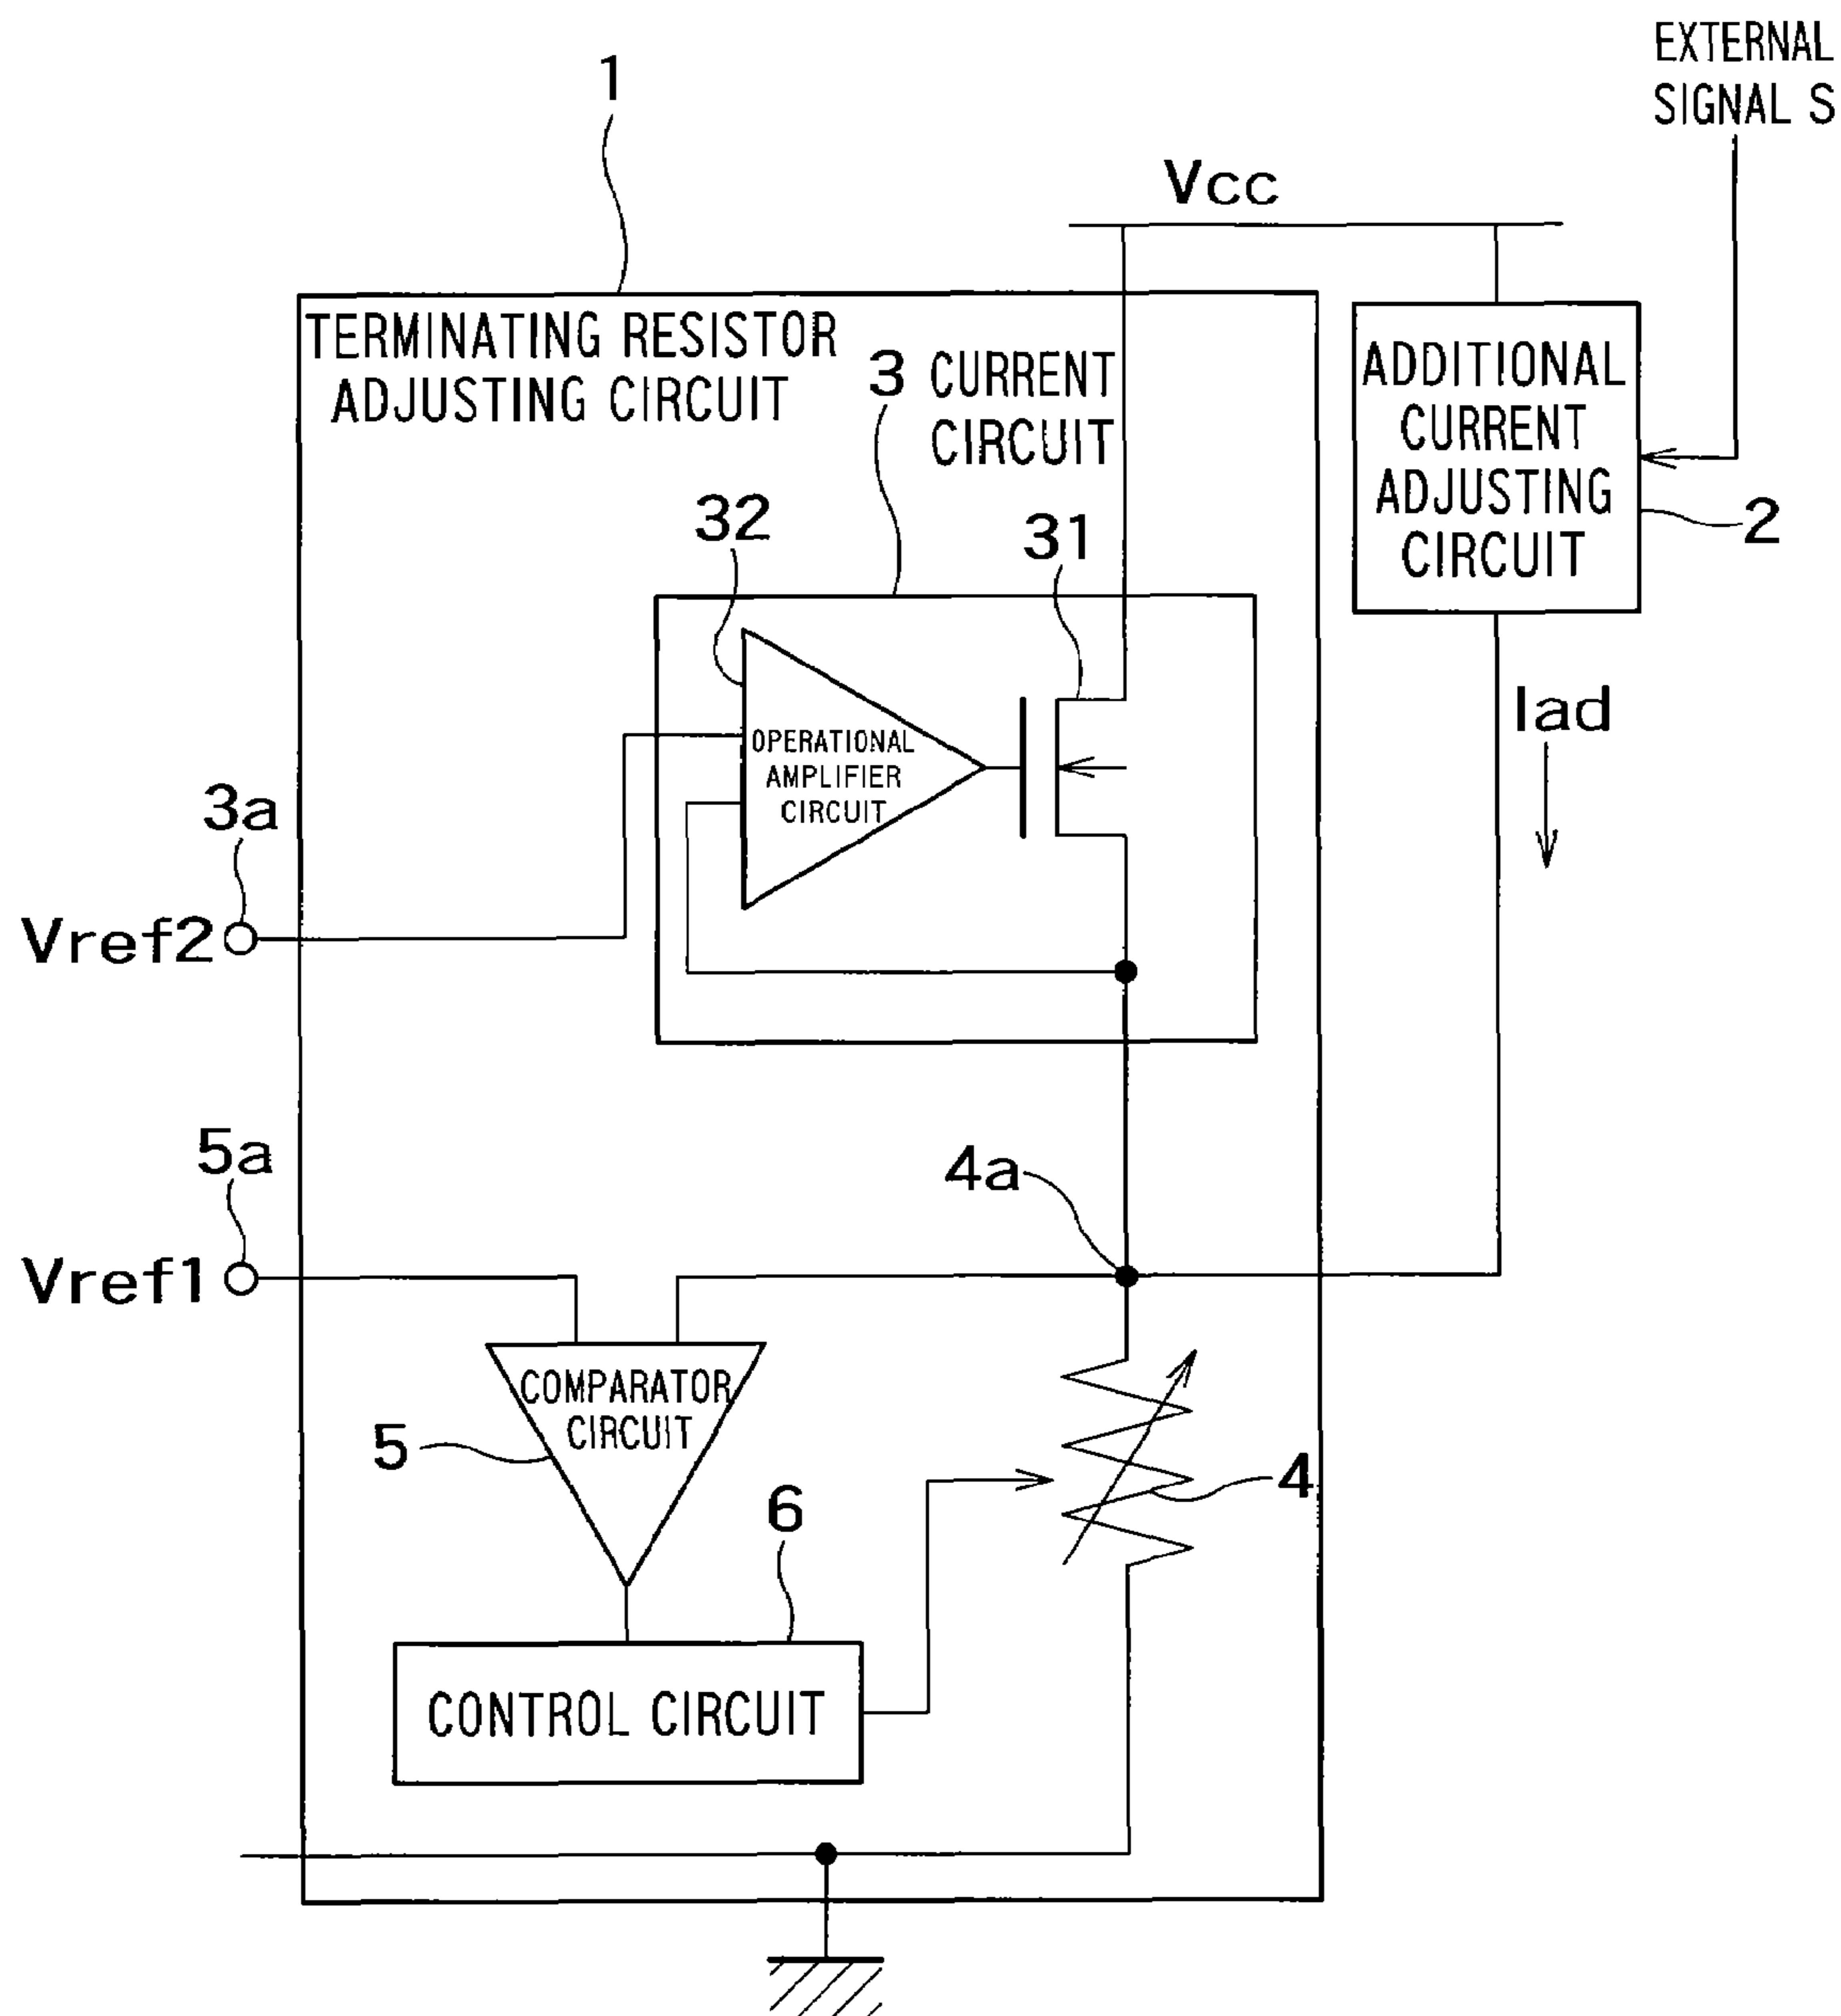 EXTERNAL
SIGNAL S
1
Vcc
TERMINATING RESISTOR
ADJUSTING CIRCUIT
3 CURRENT
CIRCUIT
ADDITIONAL
CURRENT
ADJUSTING
CIRCUIT
2
32
31
Iad
OPERATIONAL
AMPLIFIER
CIRCUIT
3a
Vref2
5a
4a
Vref1
COMPARATOR
CIRCUIT
5
4
6
CONTROL CIRCUIT